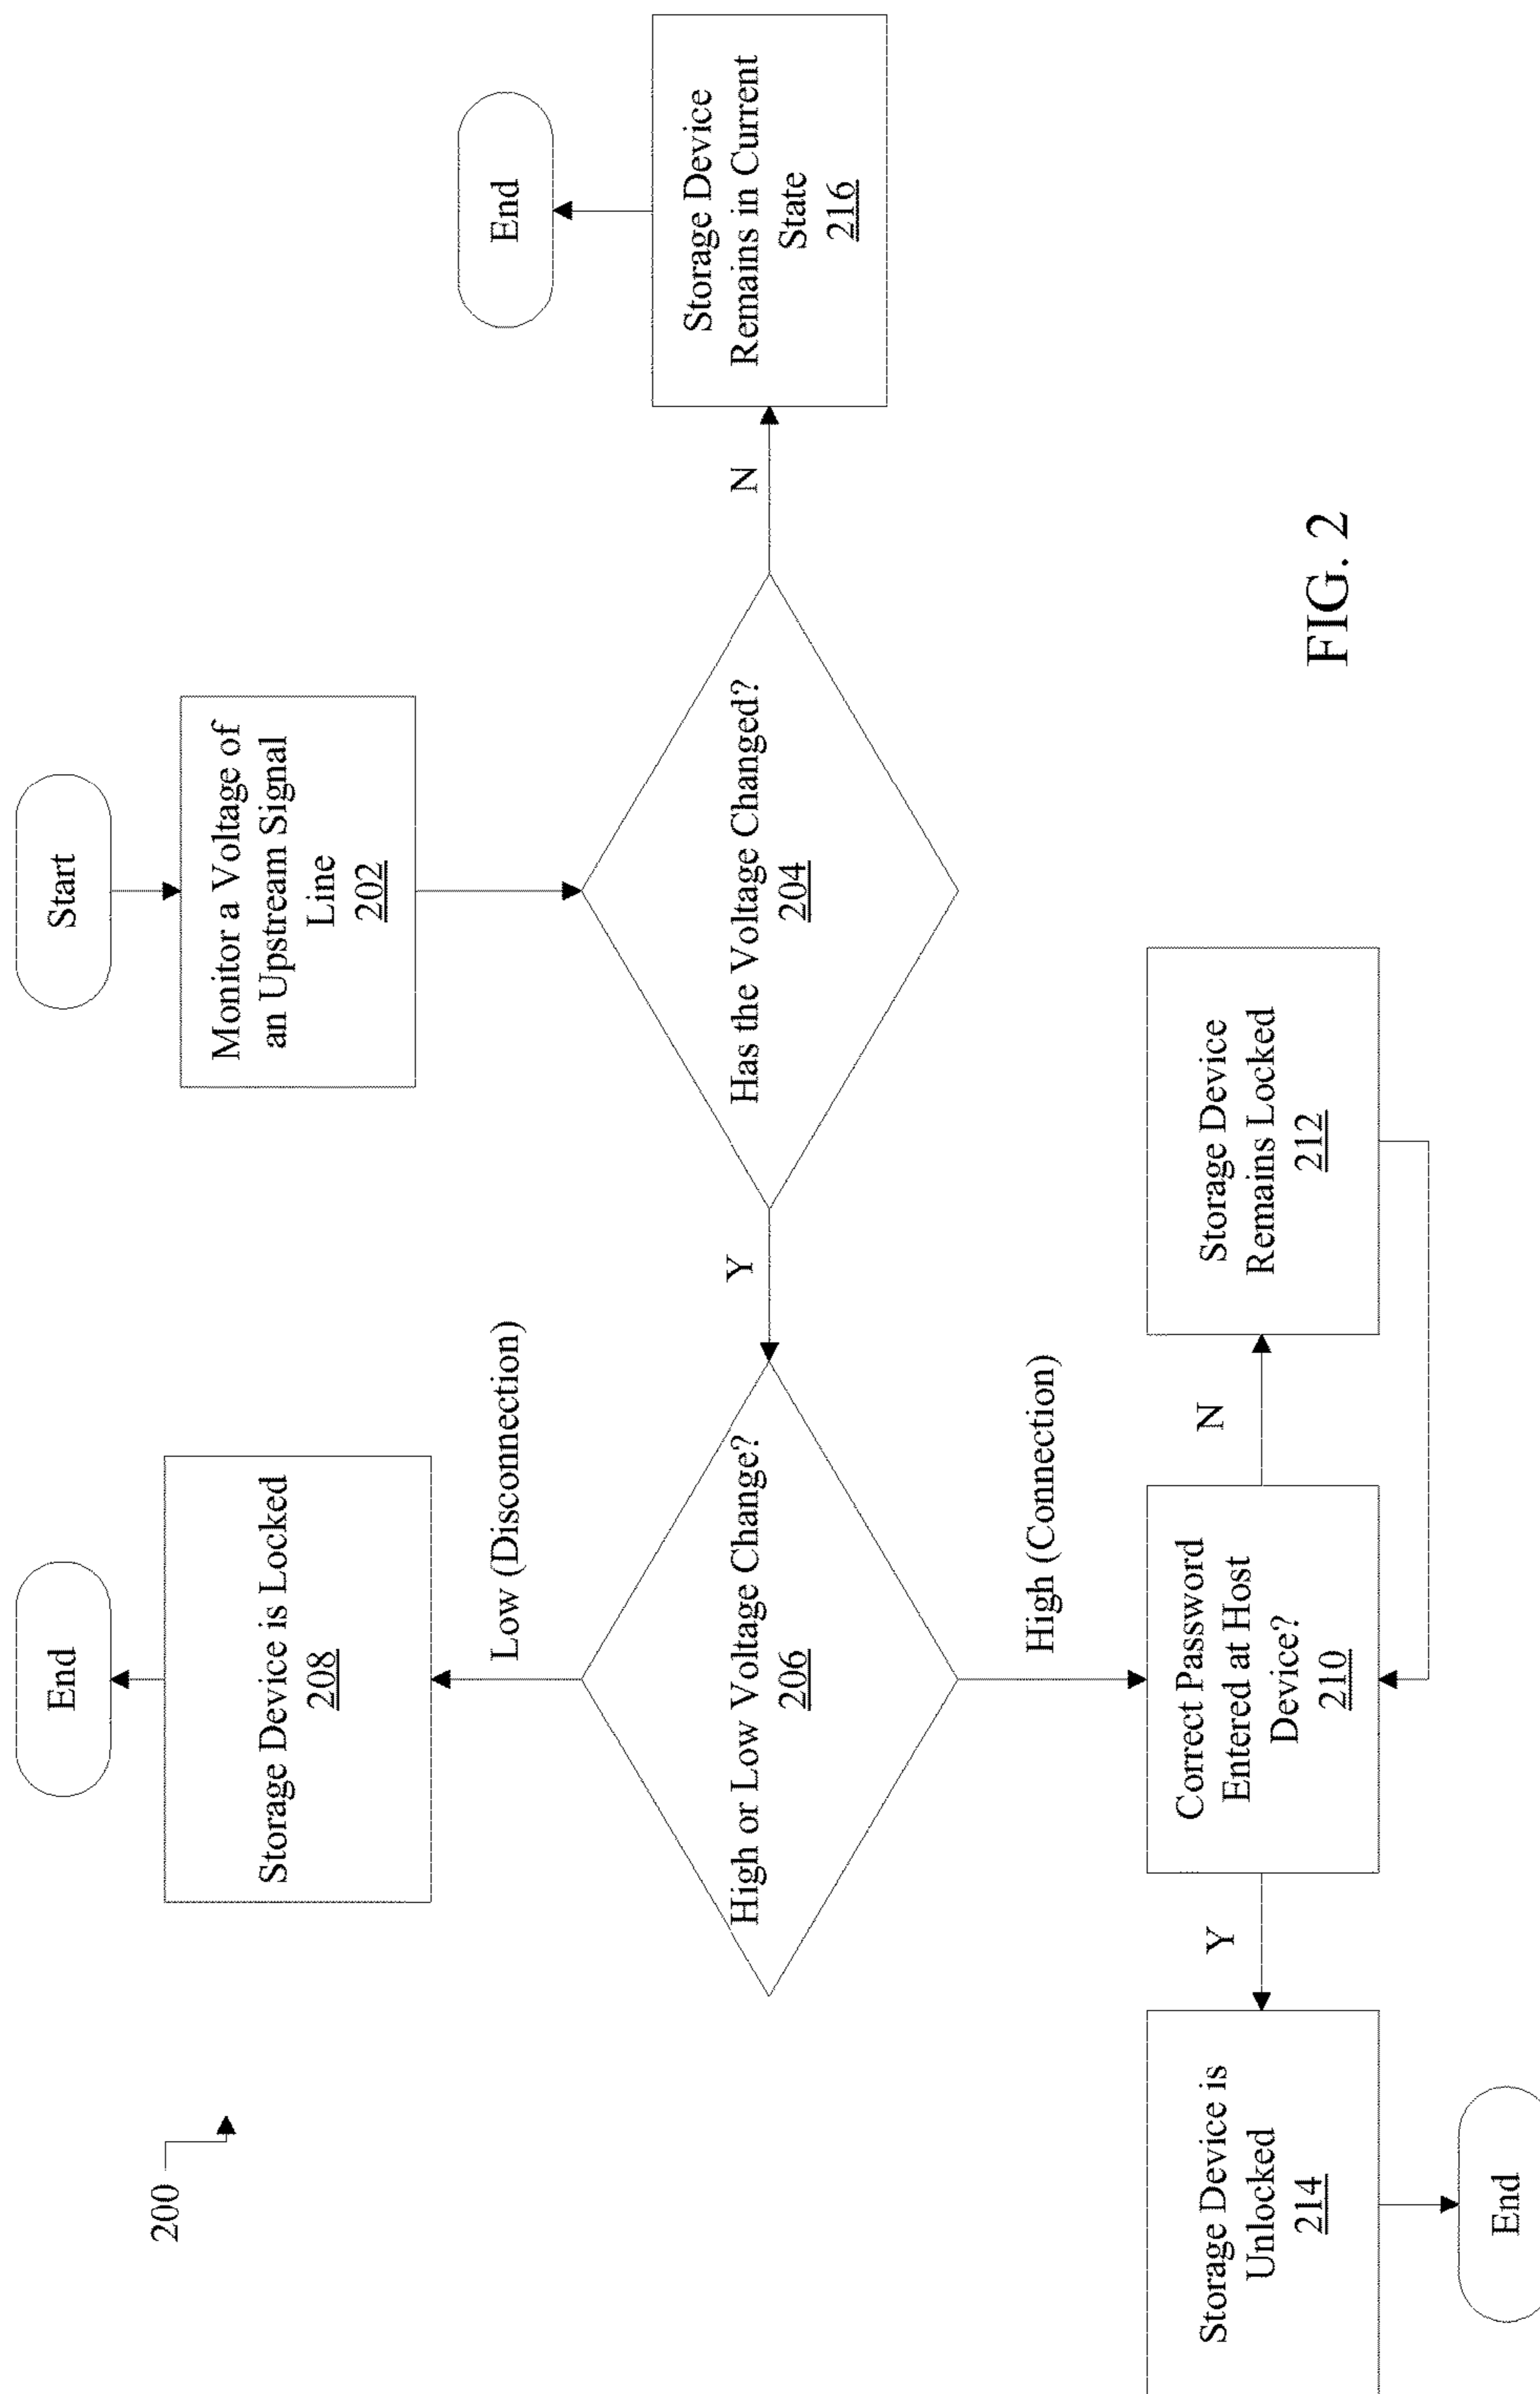 200
Start
Monitor a Voltage of
an Upstream Signal
Line
202
Has the Voltage Changed?
204
N
Storage Device
Remains in Current
State
216
End
Y
High or Low Voltage Change?
206
Low (Disconnection)
Storage Device is Locked
208
End
High (Connection)
Correct Password
Entered at Host
Device?
210
N
Storage Device
Remains Locked
212
Y
Storage Device is
Unlocked
214
End
FIG. 2